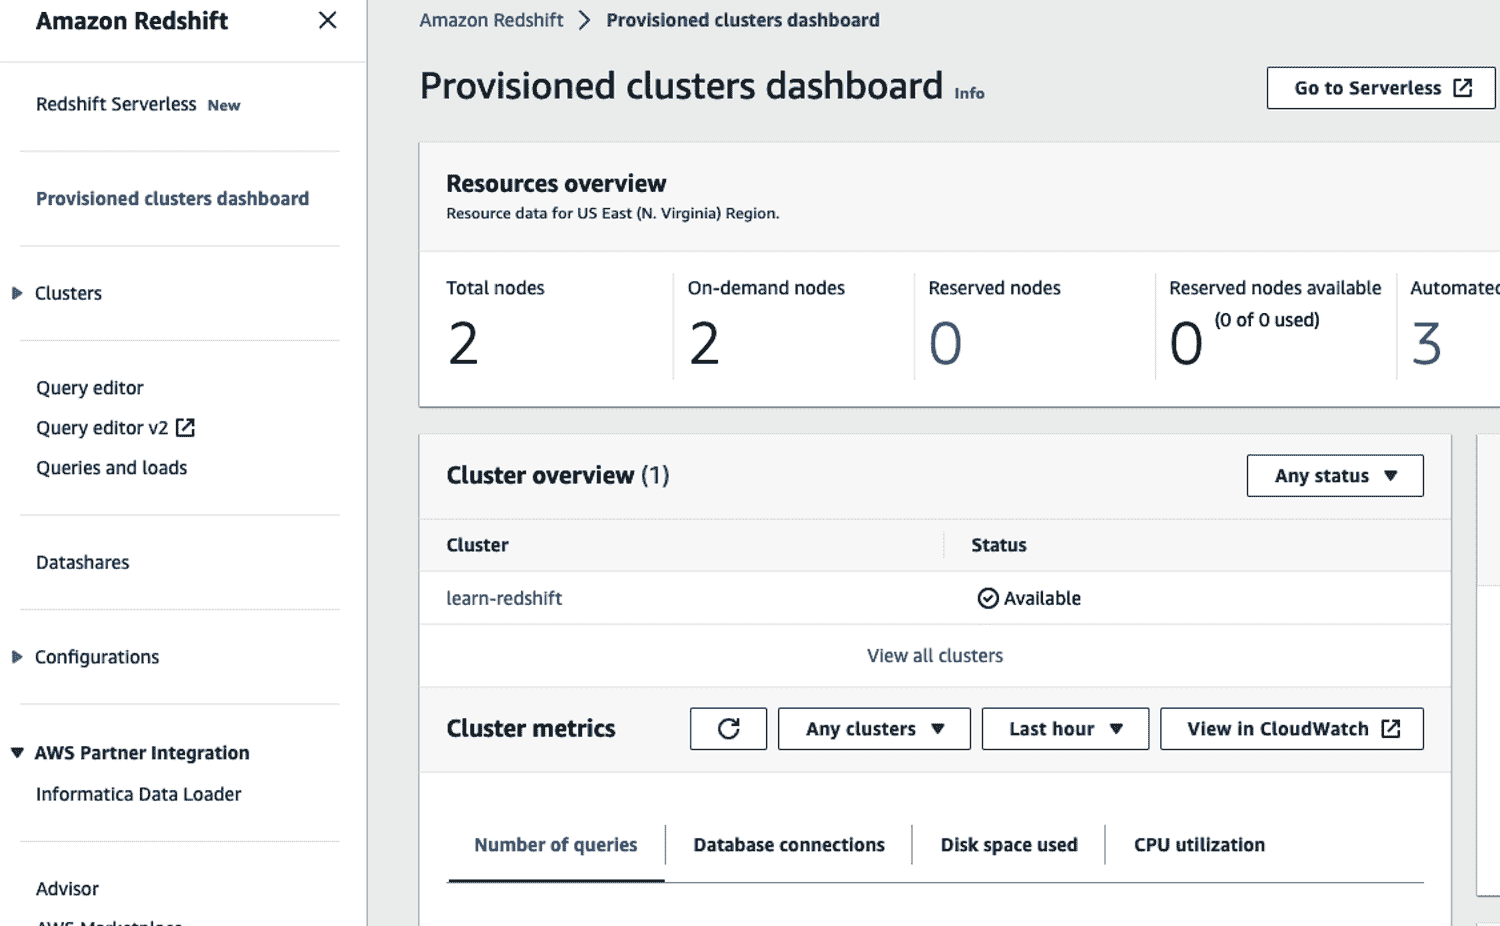 Amazon Redshift
Redshift Serverless New
Provisioned clusters dashboard
Clusters
Query editor
Query editor v2
Queries and loads
Datashares
Configurations
AWS Partner Integration
Informatica Data Loader
Advisor
AWS Marketplace
Amazon Redshift > Provisioned clusters dashboard
Provisioned clusters dashboard Info
Go to Serverless
Resources overview
Resource data for US East (N. Virginia) Region.
Total nodes
2
On-demand nodes
2
Reserved nodes
0
Reserved nodes available
0 (0 of 0 used)
Automated
3
Cluster overview (1)
Any status
Cluster Status
learn-redshift Available
View all clusters
Cluster metrics
Any clusters
Last hour
View in CloudWatch
Number of queries
Database connections
Disk space used
CPU utilization